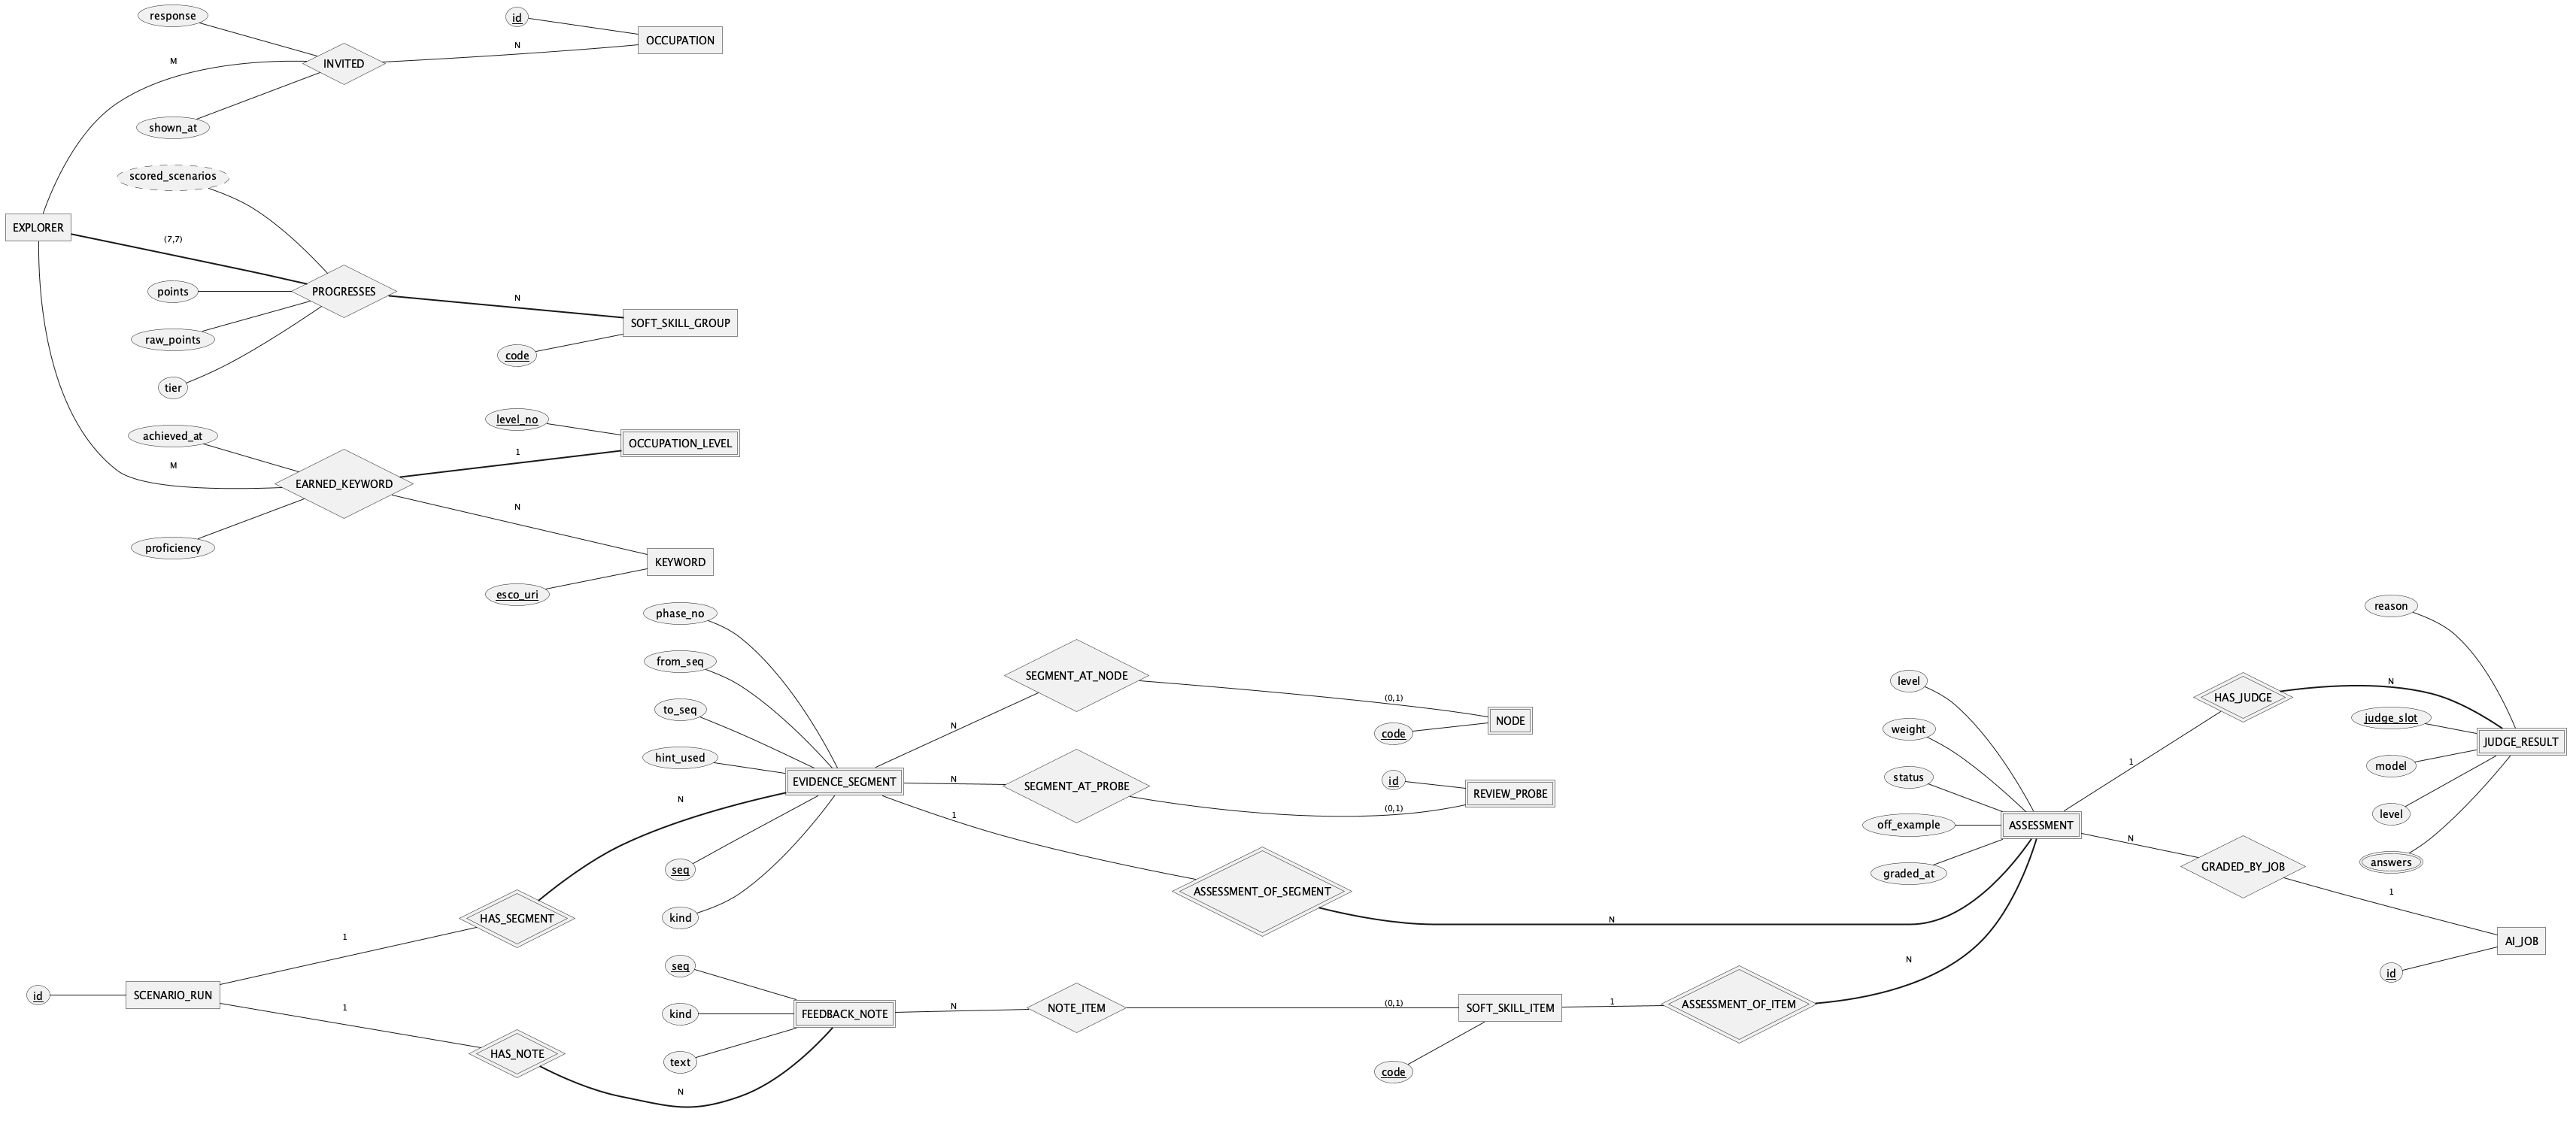 response
id
OCCUPATION
N
INVITED
M
shown_at
scored_scenarios
EXPLORER
(7,7)
points
PROGRESSES
N
SOFT_SKILL_GROUP
raw_points
code
tier
achieved_at
level_no
OCCUPATION_LEVEL
1
M
EARNED_KEYWORD
N
proficiency
KEYWORD
esco_uri
phase_no
from_seq
to_seq
hint_used
EVIDENCE_SEGMENT
N
seq
kind
SEGMENT_AT_NODE
N
(0,1)
NODE
code
N
SEGMENT_AT_PROBE
id
REVIEW_PROBE
(0,1)
1
ASSESSMENT_OF_SEGMENT
N
HAS_SEGMENT
1
id
SCENARIO_RUN
1
HAS_NOTE
N
seq
kind
FEEDBACK_NOTE
text
N
NOTE_ITEM
(0,1)
SOFT_SKILL_ITEM
code
1
ASSESSMENT_OF_ITEM
N
level
weight
status
off_example
ASSESSMENT
graded_at
1
HAS_JUDGE
N
reason
judge_slot
JUDGE_RESULT
model
level
answers
N
GRADED_BY_JOB
1
AI_JOB
id